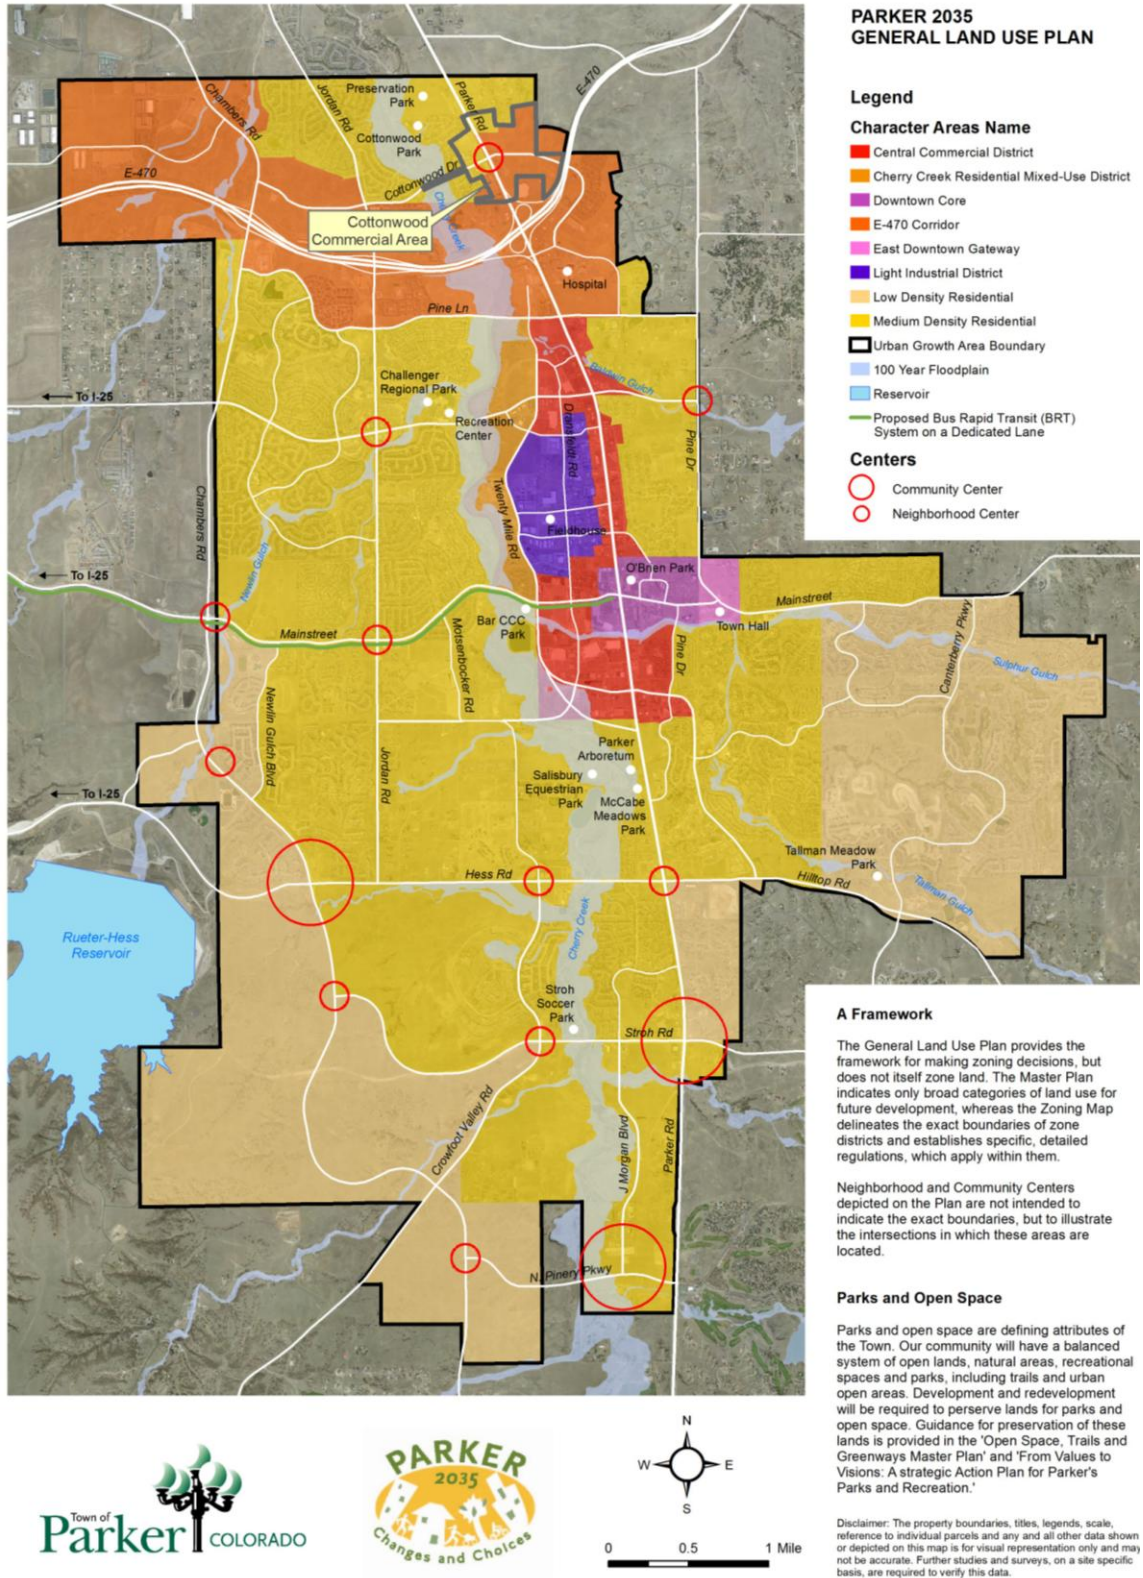 PARKER 2035
GENERAL LAND USE PLAN
Legend
Character Areas Name
Central Commercial District
Cherry Creek Residential Mixed-Use District
Downtown Core
E-470 Corridor
East Downtown Gateway
Light Industrial District
Low Density Residential
Medium Density Residential
Urban Growth Area Boundary
100 Year Floodplain
Reservoir
Proposed Bus Rapid Transit (BRT)
System on a Dedicated Lane
Centers
Community Center
Neighborhood Center
Chambers Rd
Jordan Rd
Preservation
Park
Parker Rd
E-470
Cottonwood
Park
E-470
Cottonwood Dr
Cherry Creek
Cottonwood
Commercial Area
Hospital
Pine Ln
Baldwin Gulch
Challenger
Regional Park
To I-25
Recreation
Center
Dransfeldt Rd
Pine Dr
Chambers Rd
Twenty Mile Rd
Fieldhouse
Newlin Gulch
To I-25
O'Brien Park
Mainstreet
Mainstreet
Bar CCC
Park
Town Hall
Motsenbocker Rd
Pine Dr
Canterberry Pkwy
Sulphur Gulch
Newlin Gulch Blvd
Jordan Rd
Parker
Arboretum
Salisbury
Equestrian
Park
McCabe
Meadows
Park
To I-25
Tallman Meadow
Park
Hess Rd
Hilltop Rd
Tallman Gulch
Rueter-Hess
Reservoir
Cherry Creek
Stroh
Soccer
Park
Stroh Rd
Crowfoot Valley Rd
J Morgan Blvd
Parker Rd
N. Pinery Pkwy
A Framework
The General Land Use Plan provides the
framework for making zoning decisions, but
does not itself zone land. The Master Plan
indicates only broad categories of land use for
future development, whereas the Zoning Map
delineates the exact boundaries of zone
districts and establishes specific, detailed
regulations, which apply within them.
Neighborhood and Community Centers
depicted on the Plan are not intended to
indicate the exact boundaries, but to illustrate
the intersections in which these areas are
located.
Parks and Open Space
Parks and open space are defining attributes of
the Town. Our community will have a balanced
system of open lands, natural areas, recreational
spaces and parks, including trails and urban
open areas. Development and redevelopment
will be required to perserve lands for parks and
open space. Guidance for preservation of these
lands is provided in the 'Open Space, Trails and
Greenways Master Plan' and 'From Values to
Visions: A strategic Action Plan for Parker's
Parks and Recreation.'
Disclaimer: The property boundaries, titles, legends, scale,
reference to individual parcels and any and all other data shown
or depicted on this map is for visual representation only and may
not be accurate. Further studies and surveys, on a site specific
basis, are required to verify this data.
Town of
Parker COLORADO
PARKER
2035
Changes and Choices
N
W E
S
0 0.5 1 Mile